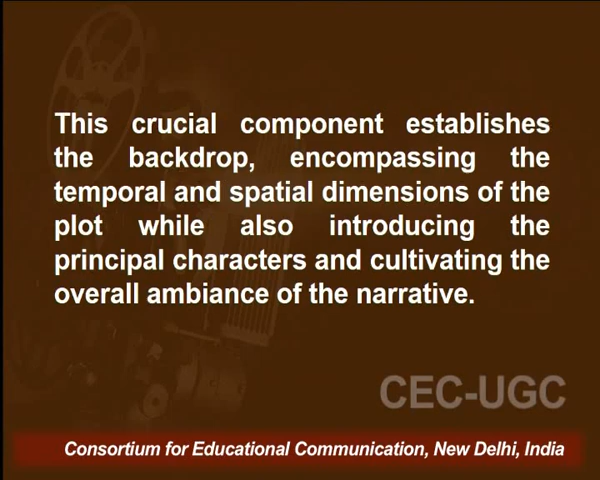 This crucial component establishes
the backdrop, encompassing the
temporal and spatial dimensions of the
plot while also introducing the
principal characters and cultivating the
overall ambiance of the narrative.
CEC-UGC
Consortium for Educational Communication, New Delhi, India